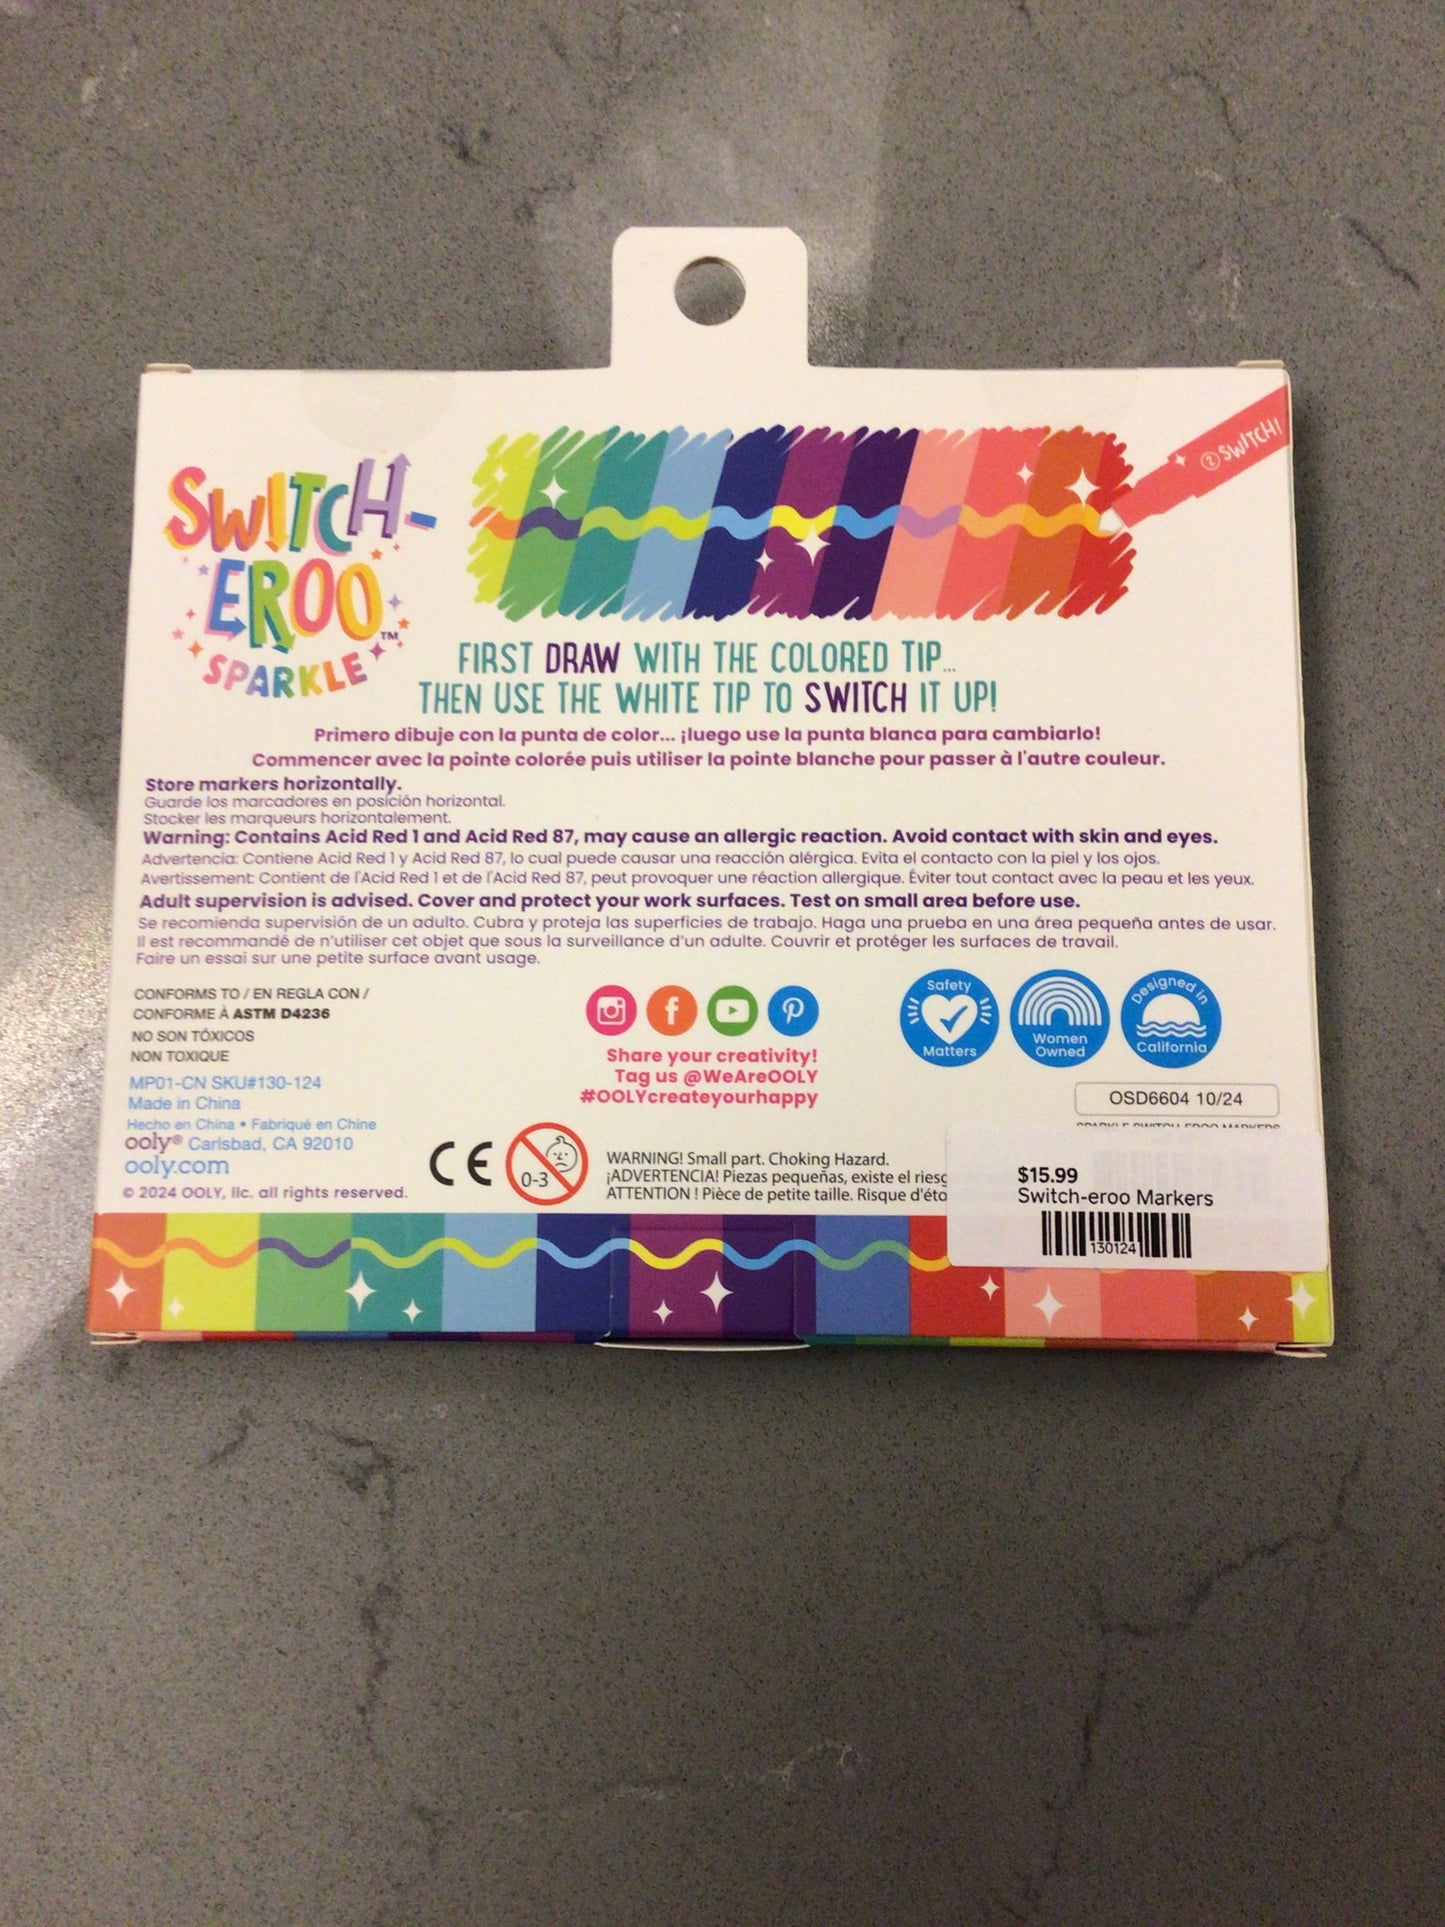 SWITCH-
EROO™
SPARKLE
② SWITCH!
FIRST DRAW WITH THE COLORED TIP...
THEN USE THE WHITE TIP TO SWITCH IT UP!
Primero dibuje con la punta de color... ¡luego use la punta blanca para cambiarlo!
Commencer avec la pointe colorée puis utiliser la pointe blanche pour passer à l'autre couleur.
Store markers horizontally.
Guarde los marcadores en posición horizontal.
Stocker les marqueurs horizontalement.
Warning: Contains Acid Red 1 and Acid Red 87, may cause an allergic reaction. Avoid contact with skin and eyes.
Advertencia: Contiene Acid Red 1 y Acid Red 87, lo cual puede causar una reacción alérgica. Evita el contacto con la piel y los ojos.
Avertissement: Contient de l'Acid Red 1 et de l'Acid Red 87, peut provoquer une réaction allergique. Éviter tout contact avec la peau et les yeux.
Adult supervision is advised. Cover and protect your work surfaces. Test on small area before use.
Se recomienda supervisión de un adulto. Cubra y proteja las superficies de trabajo. Haga una prueba en una área pequeña antes de usar.
Il est recommandé de n'utiliser cet objet que sous la surveillance d'un adulte. Couvrir et protéger les surfaces de travail.
Faire un essai sur une petite surface avant usage.
CONFORMS TO / EN REGLA CON /
CONFORME À ASTM D4236
NO SON TÓXICOS
NON TOXIQUE
MP01-CN SKU#130-124
Made in China
Hecho en China • Fabriqué en Chine
ooly® Carlsbad, CA 92010
ooly.com
© 2024 OOLY, llc. all rights reserved.
Share your creativity!
Tag us @WeAreOOLY
#OOLYcreateyourhappy
Safety
Matters
Women
Owned
Designed in
California
OSD6604 10/24
SPARKLE SWITCH-EROO MARKERS
CE
0-3
WARNING! Small part. Choking Hazard.
¡ADVERTENCIA! Piezas pequeñas, existe el riesg
ATTENTION ! Pièce de petite taille. Risque d'éto
$15.99
Switch-eroo Markers
130124